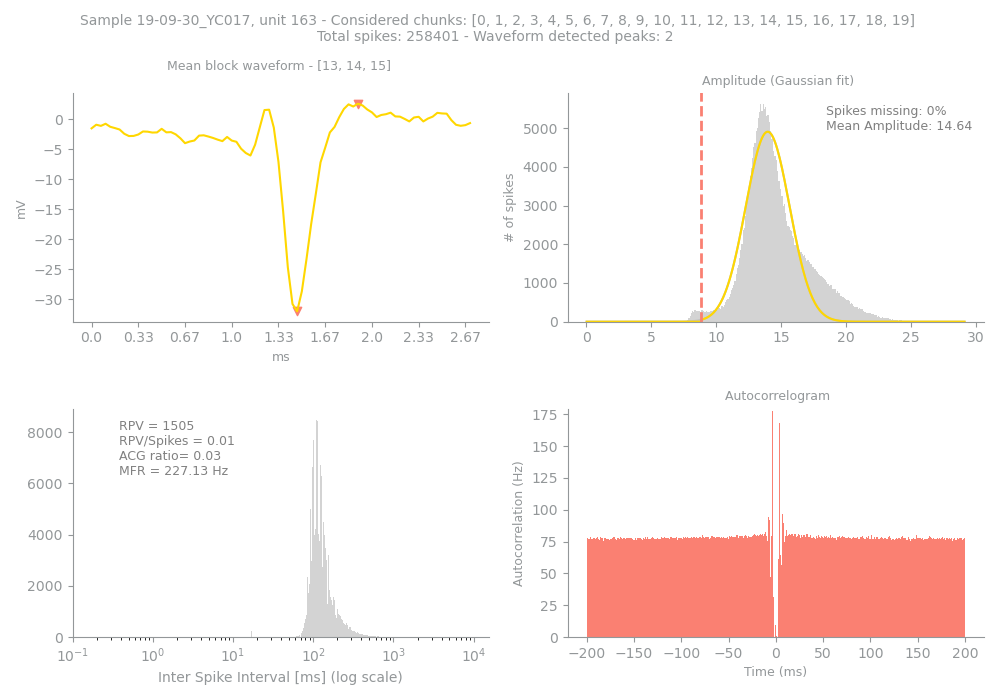 Sample 19-09-30_YC017, unit 163 - Considered chunks: [0, 1, 2, 3, 4, 5, 6, 7, 8, 9, 10, 11, 12, 13, 14, 15, 16, 17, 18, 19]
Total spikes: 258401 - Waveform detected peaks: 2
Mean block waveform - [13, 14, 15]
0
−5
−10
−15
−20
−25
−30
mV
0.0 0.33 0.67 1.0 1.33 1.67 2.0 2.33 2.67
ms
Amplitude (Gaussian fit)
Spikes missing: 0%
Mean Amplitude: 14.64
5000
4000
3000
2000
1000
0
# of spikes
0 5 10 15 20 25 30
RPV = 1505
RPV/Spikes = 0.01
ACG ratio= 0.03
MFR = 227.13 Hz
8000
6000
4000
2000
0
10⁻¹ 10⁰ 10¹ 10² 10³ 10⁴
Inter Spike Interval [ms] (log scale)
Autocorrelogram
175
150
125
100
75
50
25
0
Autocorrelation (Hz)
−200 −150 −100 −50 0 50 100 150 200
Time (ms)